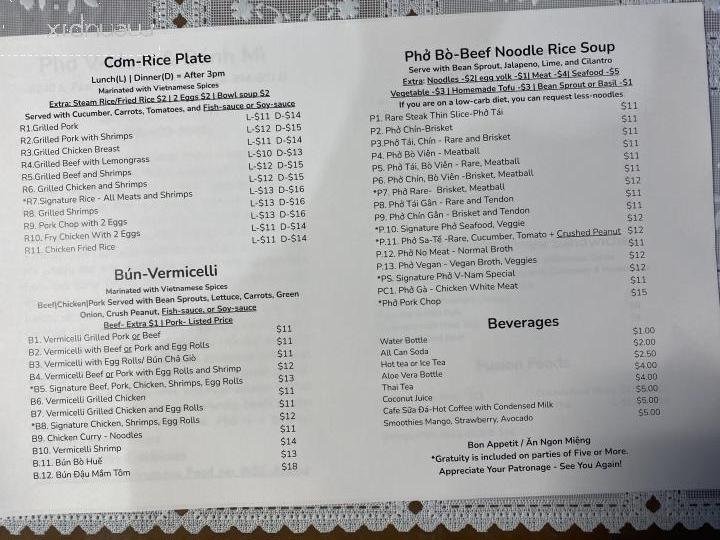 Cơm-Rice Plate
Lunch(L) | Dinner(D) = After 3pm
Marinated with Vietnamese Spices
Extra: Steam Rice/Fried Rice $2 | 2 Eggs $2 | Bowl soup $2
Served with Cucumber, Carrots, Tomatoes, and Fish-sauce or Soy-sauce
R1.Grilled Pork L-$11 D-$14
R2.Grilled Pork with Shrimps L-$12 D-$15
R3.Grilled Chicken Breast L-$11 D-$14
R4.Grilled Beef with Lemongrass L-$10 D-$13
R5.Grilled Beef and Shrimps L-$12 D-$15
R6. Grilled Chicken and Shrimps L-$12 D-$15
*R7.Signature Rice - All Meats and Shrimps L-$13 D-$16
R8. Grilled Shrimps L-$13 D-$16
R9. Pork Chop with 2 Eggs L-$13 D-$16
R10. Fry Chicken With 2 Eggs L-$11 D-$14
R11. Chicken Fried Rice L-$11 D-$14
Bún-Vermicelli
Marinated with Vietnamese Spices
Beef|Chicken|Pork Served with Bean Sprouts, Lettuce, Carrots, Green
Onion, Crush Peanut, Fish-sauce, or Soy-sauce
Beef- Extra $1 | Pork- Listed Price
B1. Vermicelli Grilled Pork or Beef $11
B2. Vermicelli with Beef or Pork and Egg Rolls $11
B3. Vermicelli with Egg Rolls/ Bún Chả Giò $11
B4. Vermicelli Beef or Pork with Egg Rolls and Shrimp $12
*B5. Signature Beef, Pork, Chicken, Shrimps, Egg Rolls $13
B6. Vermicelli Grilled Chicken $11
B7. Vermicelli Grilled Chicken and Egg Rolls $11
*B8. Signature Chicken, Shrimps, Egg Rolls $12
B9. Chicken Curry - Noodles $11
B10. Vermicelli Shrimp $14
B.11. Bún Bò Huế $13
B.12. Bún Đậu Mắm Tôm $18
Phở Bò-Beef Noodle Rice Soup
Serve with Bean Sprout, Jalapeno, Lime, and Cilantro
Extra: Noodles -$2| egg yolk -$1| Meat -$4| Seafood -$5
Vegetable -$3 | Homemade Tofu -$3 | Bean Sprout or Basil -$1
If you are on a low-carb diet, you can request less-noodles
P1. Rare Steak Thin Slice-Phở Tái $11
P2. Phở Chín-Brisket $11
P3.Phở Tái, Chín - Rare and Brisket $11
P4. Phở Bò Viên - Meatball $11
P5. Phở Tái, Bò Viên - Rare, Meatball $11
P6. Phở Chín, Bò Viên -Brisket, Meatball $11
*P7. Phở Rare- Brisket, Meatball $12
P8. Phở Tái Gân - Rare and Tendon $11
P9. Phở Chín Gân - Brisket and Tendon $11
*P.10. Signature Phở Seafood, Veggie $12
*P.11. Phở Sa-Tế -Rare, Cucumber, Tomato + Crushed Peanut $12
P.12. Phở No Meat - Normal Broth $11
P.13. Phở Vegan - Vegan Broth, Veggies $12
*PS. Signature Phở V-Nam Special $12
PC1. Phở Gà - Chicken White Meat $11
*Phở Pork Chop $15
Beverages
Water Bottle $1.00
All Can Soda $2.00
Hot tea or Ice Tea $2.50
Aloe Vera Bottle $4.00
Thai Tea $4.00
Coconut Juice $5.00
Cafe Sữa Đá-Hot Coffee with Condensed Milk $5.00
Smoothies Mango, Strawberry, Avocado $5.00
Bon Appetit / Ăn Ngon Miệng
*Gratuity is included on parties of Five or More.
Appreciate Your Patronage - See You Again!